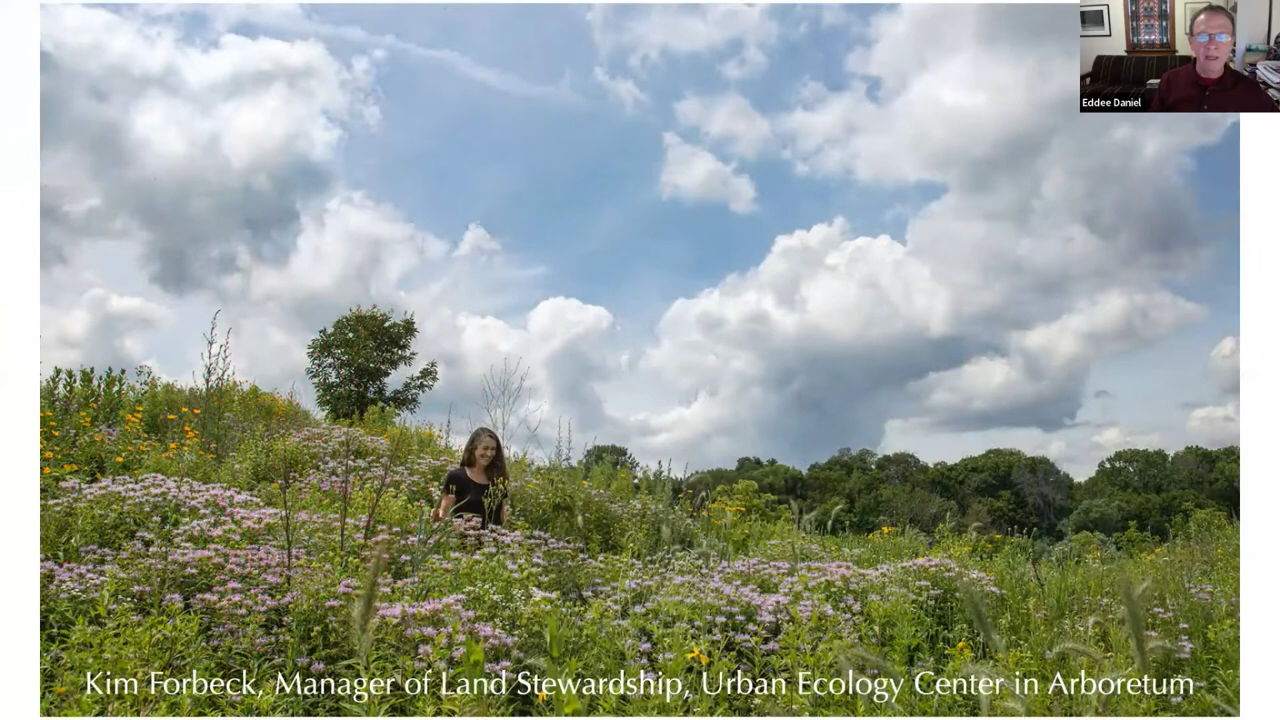 Eddee Daniel
Kim Forbeck, Manager of Land Stewardship, Urban Ecology Center in Arboretum